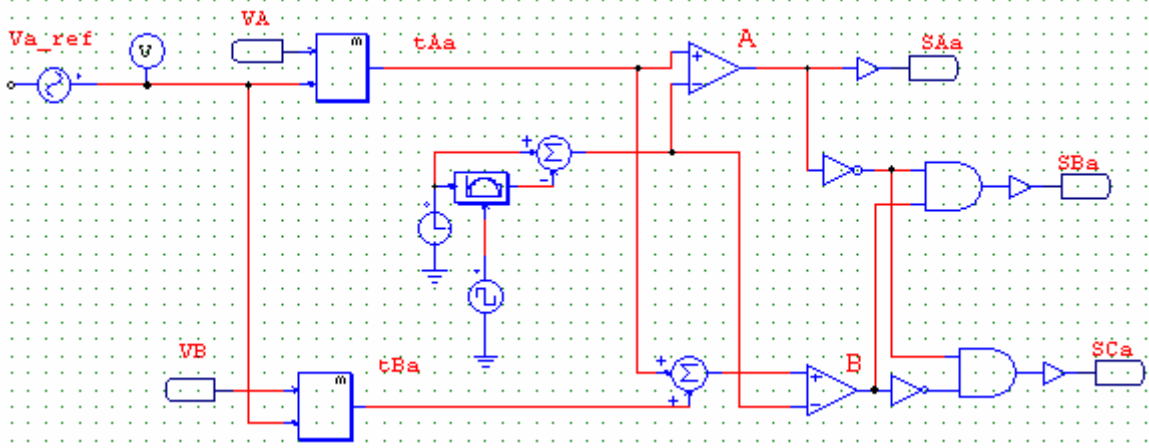 VA
Va_ref
V
m
tAa
A
SAa
+
−
+
Σ
−
SBa
VB
m
tBa
+
Σ
+
B
+
−
SCa